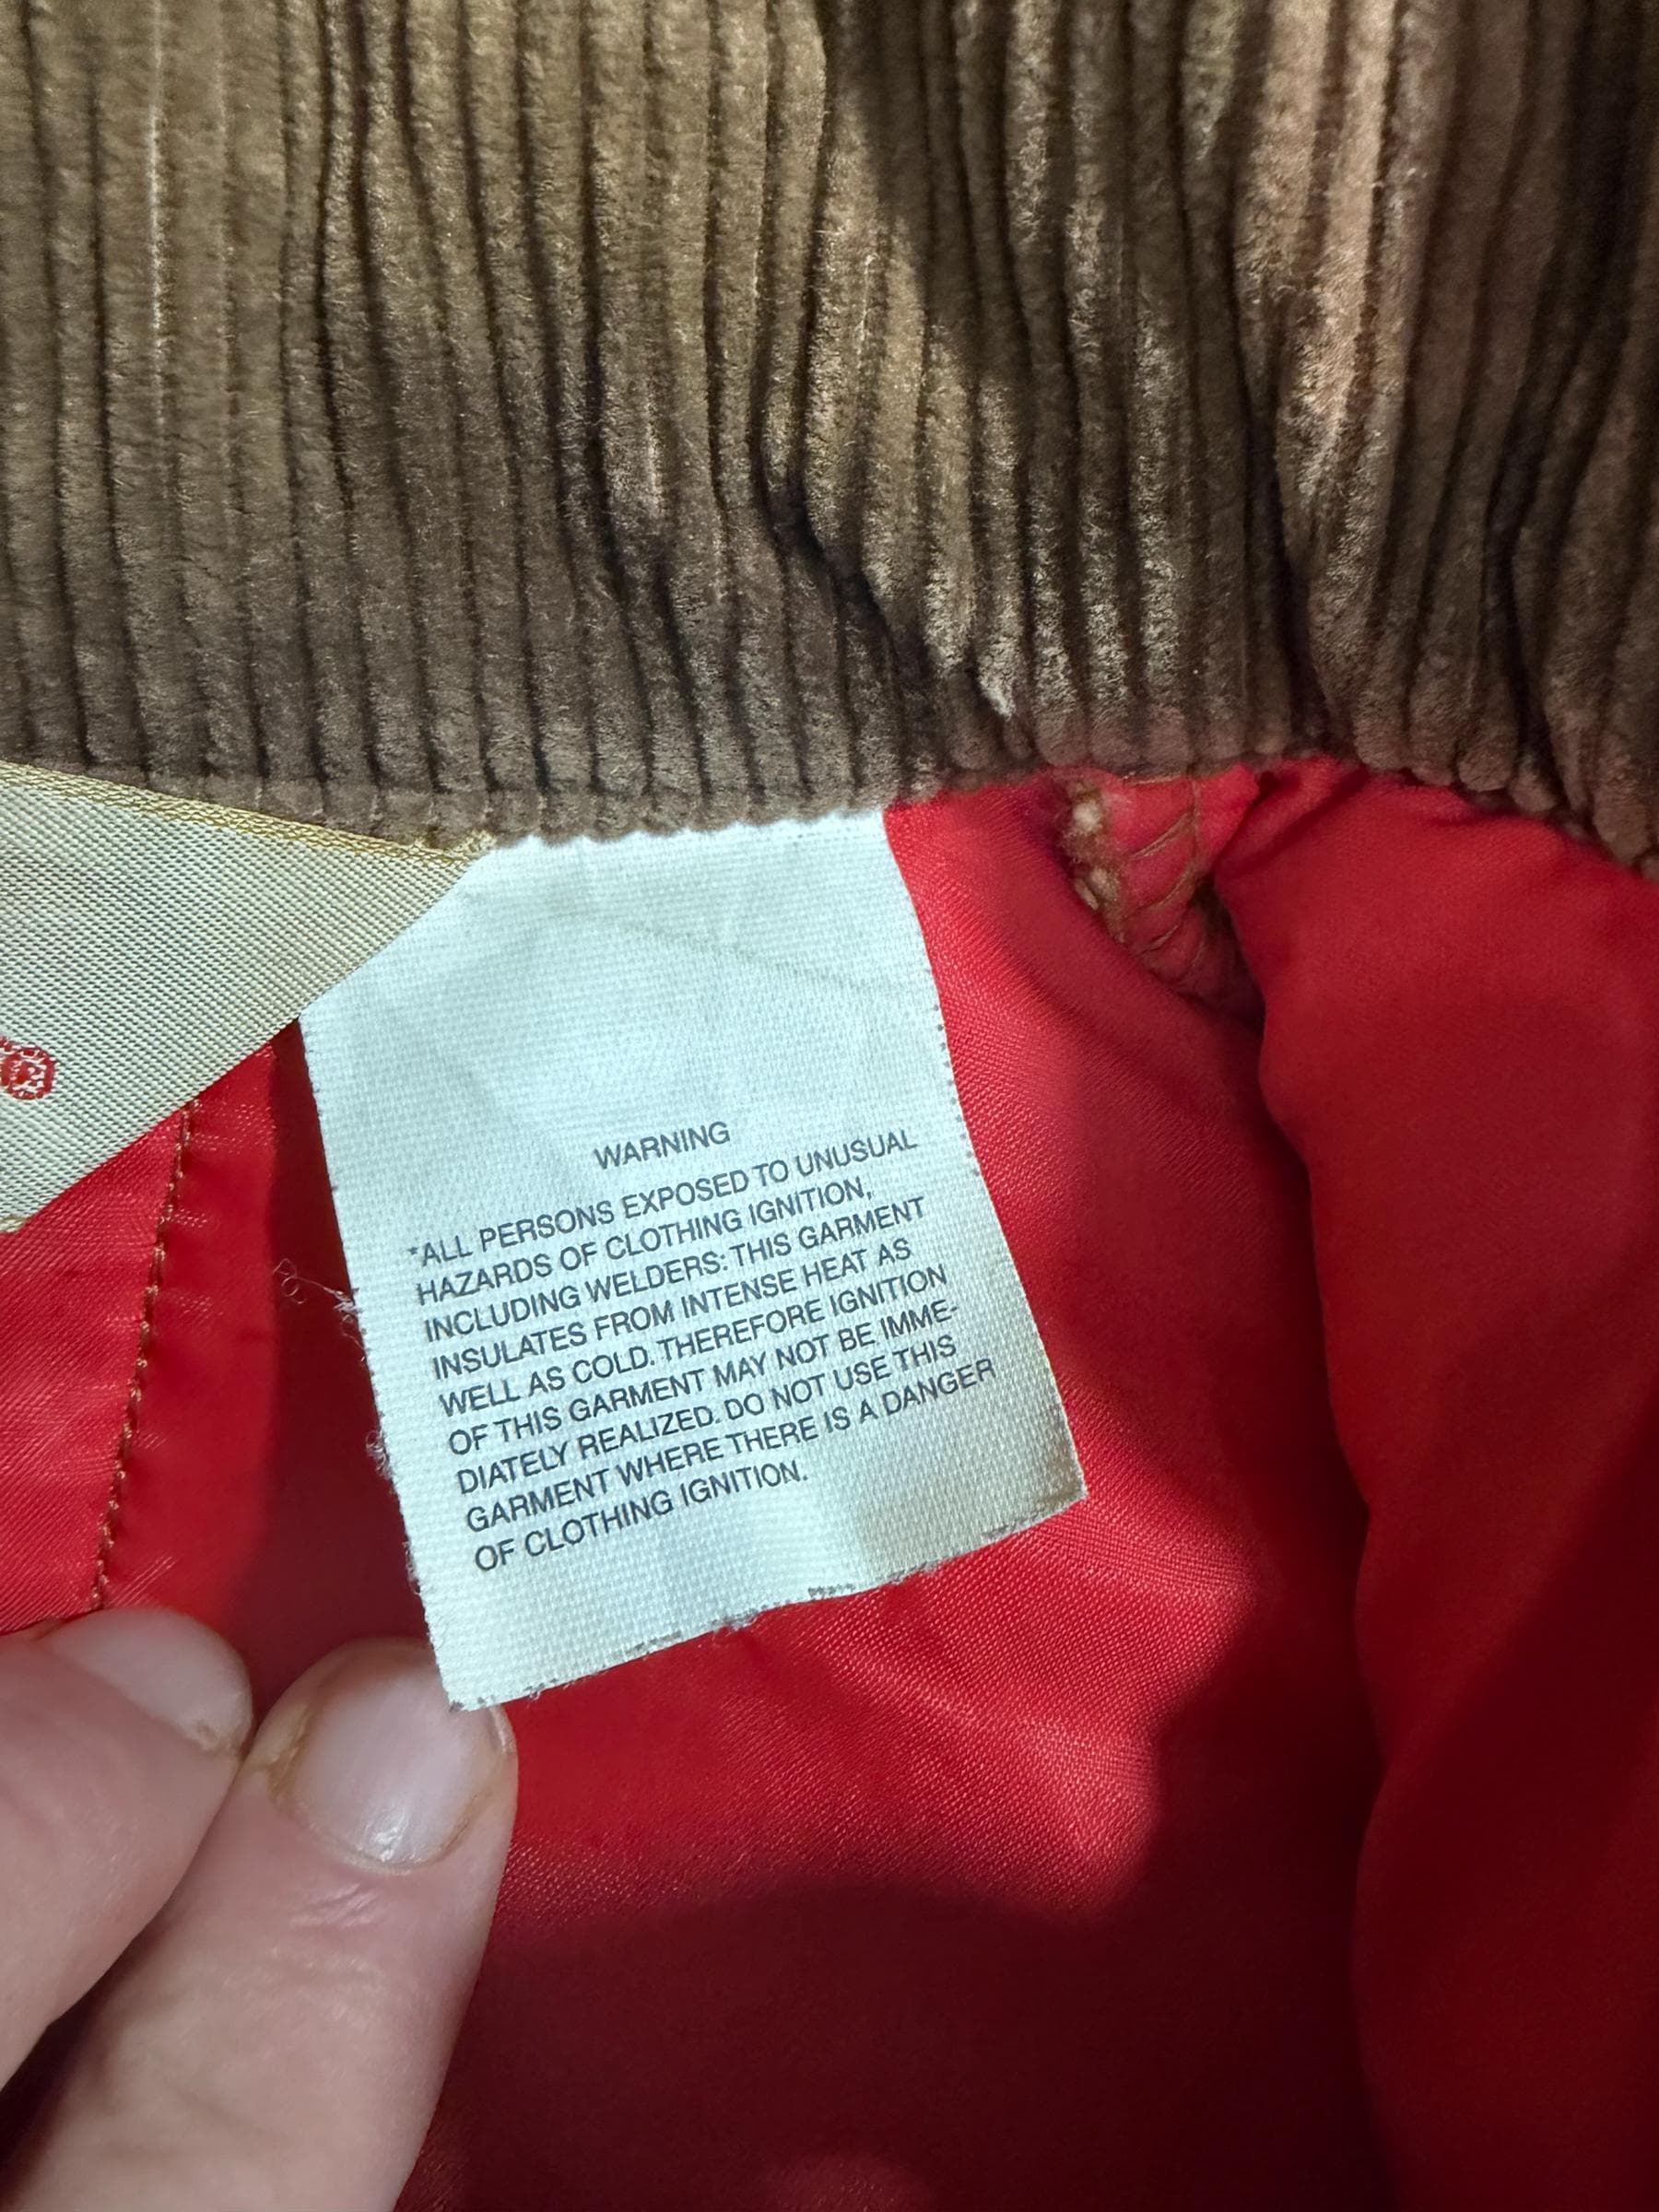 ®
WARNING
*ALL PERSONS EXPOSED TO UNUSUAL
HAZARDS OF CLOTHING IGNITION,
INCLUDING WELDERS: THIS GARMENT
INSULATES FROM INTENSE HEAT AS
WELL AS COLD. THEREFORE IGNITION
OF THIS GARMENT MAY NOT BE IMME-
DIATELY REALIZED. DO NOT USE THIS
GARMENT WHERE THERE IS A DANGER
OF CLOTHING IGNITION.